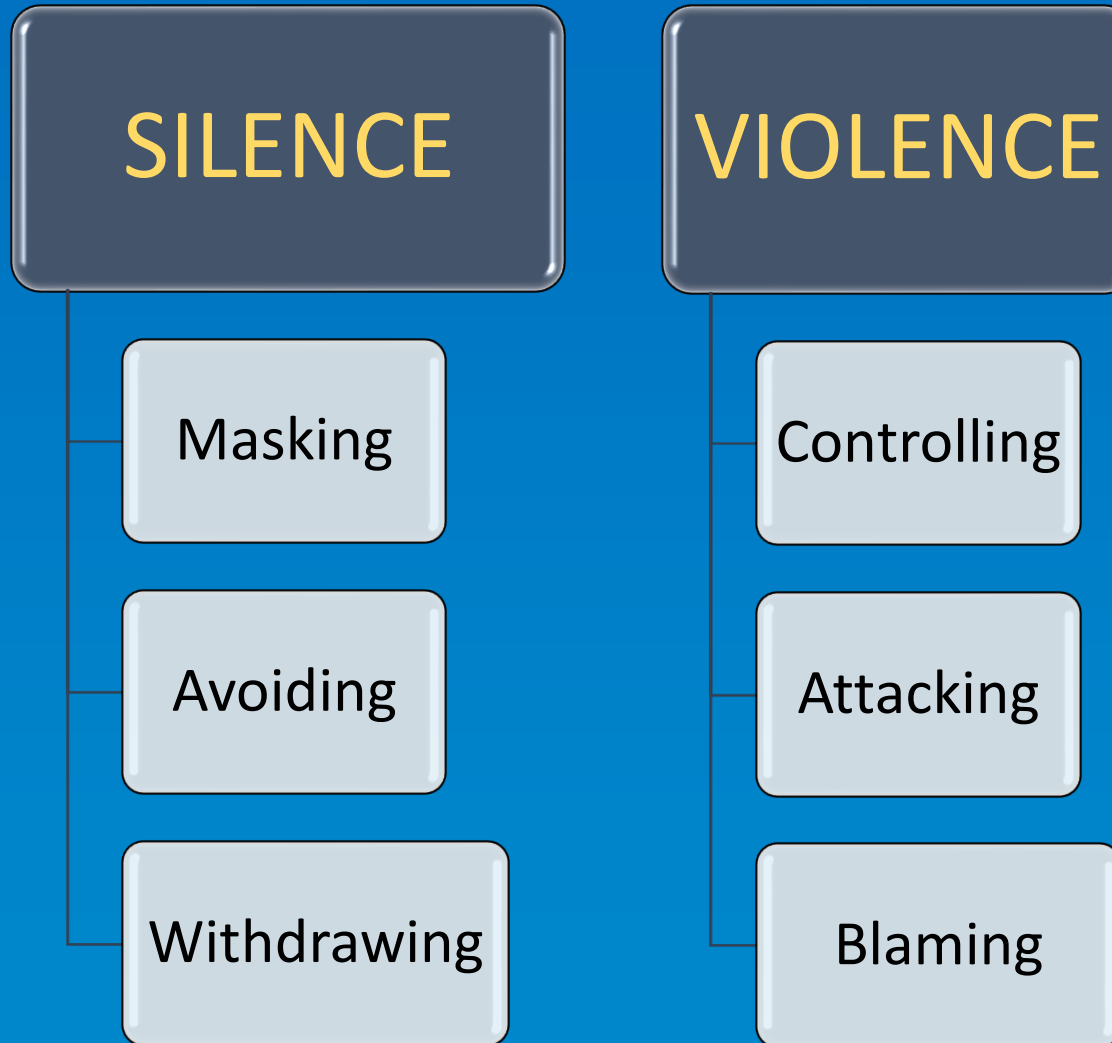 SILENCE
Masking
Avoiding
Withdrawing
VIOLENCE
Controlling
Attacking
Blaming